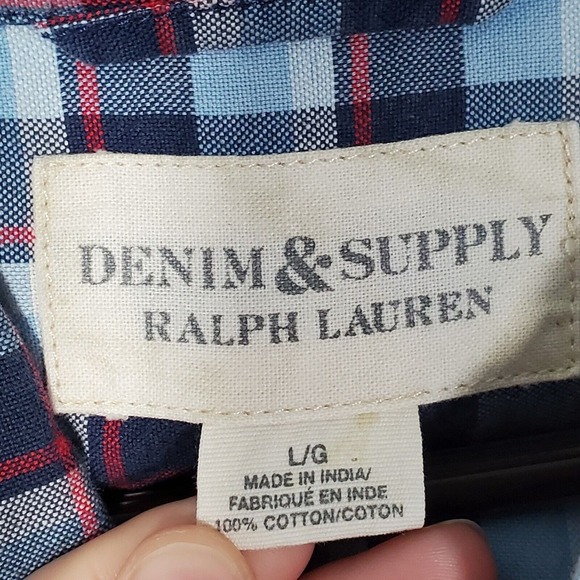 DENIM & SUPPLY
RALPH LAUREN
L/G
MADE IN INDIA/
FABRIQUÉ EN INDE
100% COTTON/COTON